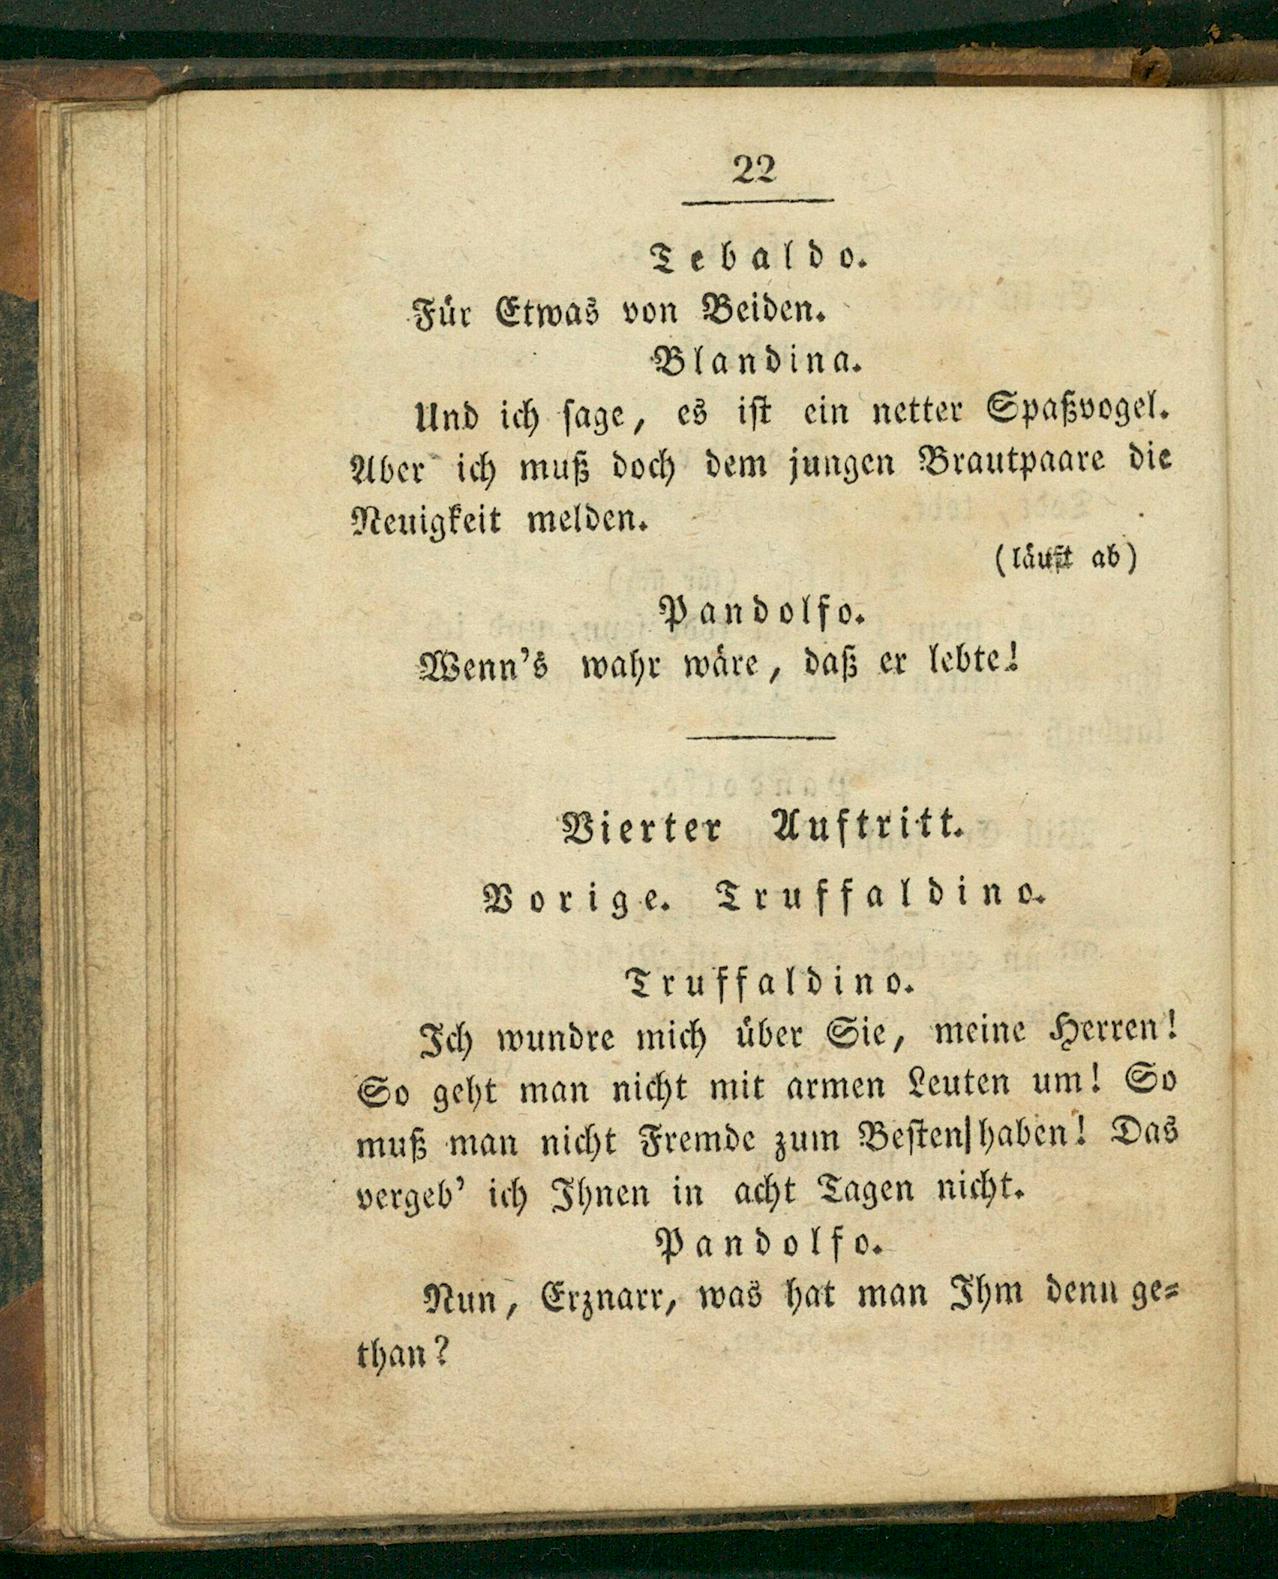 22
Tebaldo.
Für Etwas von Beiden.
Blandina.
Und ich sage, es ist ein netter Spaßvogel.
Aber ich muß doch dem jungen Brautpaare die
Neuigkeit melden.
(läuft ab)
Pandolfo.
Wenn's wahr wäre, daß er lebte!
Vierter Auftritt.
Vorige. Truffaldino.
Truffaldino.
Ich wundre mich über Sie, meine Herren!
So geht man nicht mit armen Leuten um! So
muß man nicht Fremde zum Besten haben! Das
vergeb' ich Ihnen in acht Tagen nicht.
Pandolfo.
Nun, Erznarr, was hat man Ihm denn ge-
than?